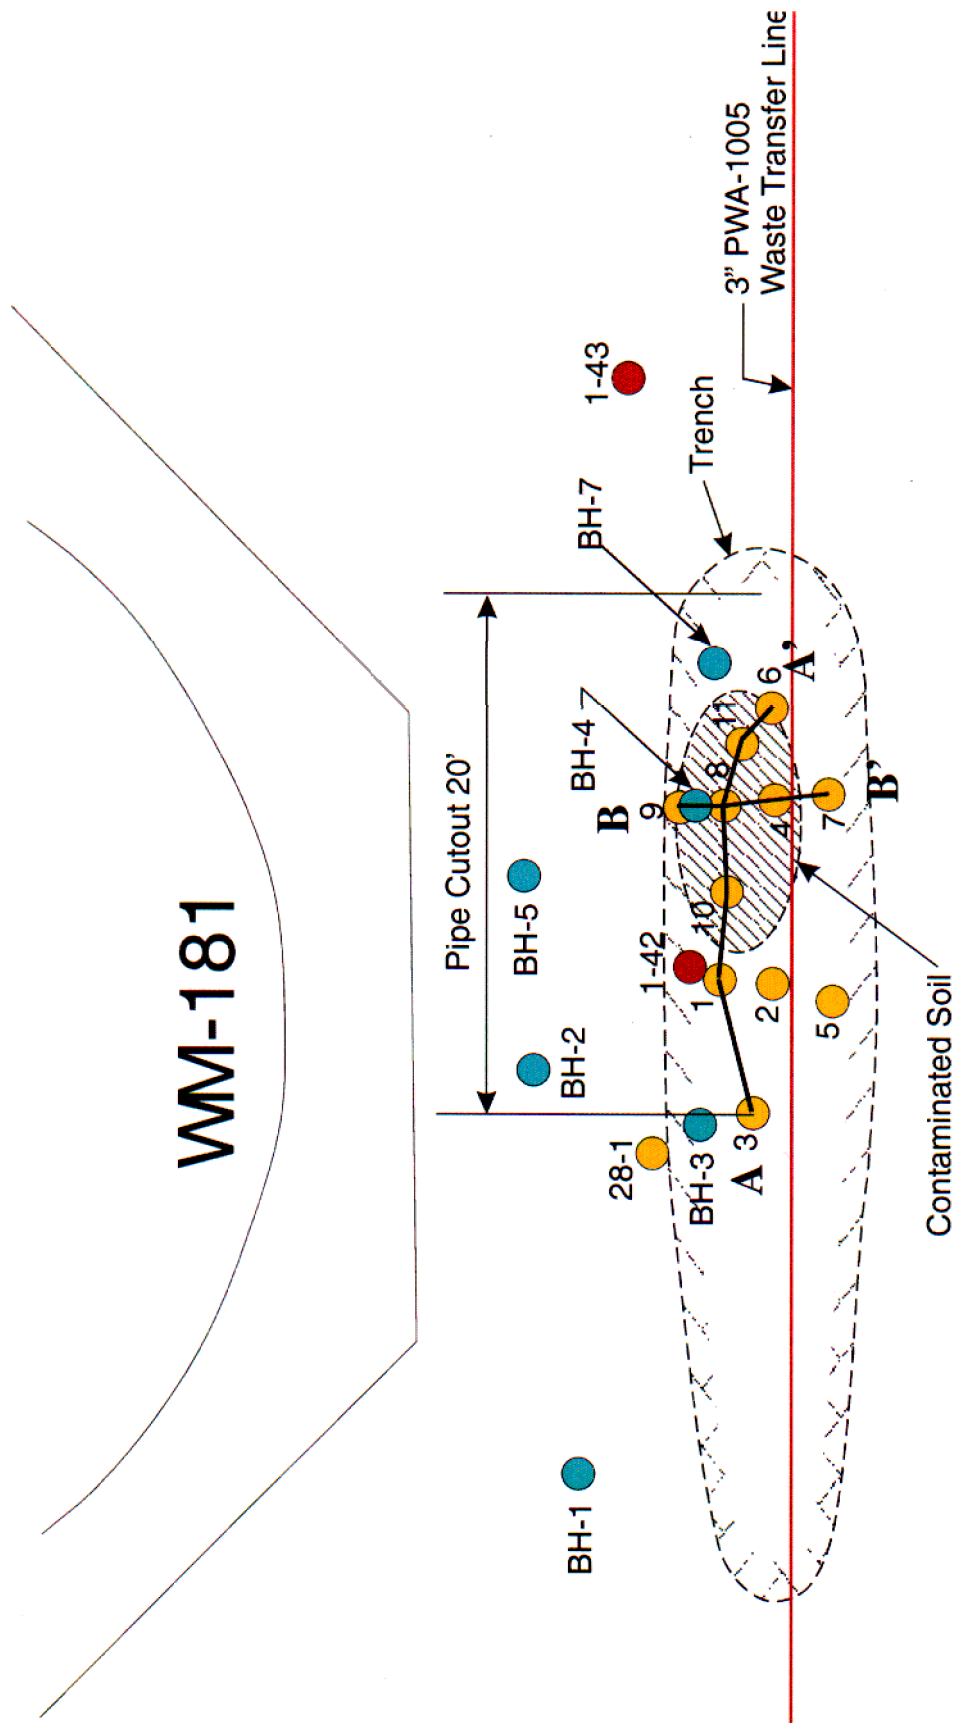 WM-181
Pipe Cutout 20'
BH-1
BH-2
BH-5
BH-4
BH-7
1-43
28-1
BH-3
1-42
B
9
Trench
3” PWA-1005
Waste Transfer Line
A
3
1
10
8
11
6
A'
2
4
5
7
B'
Contaminated Soil